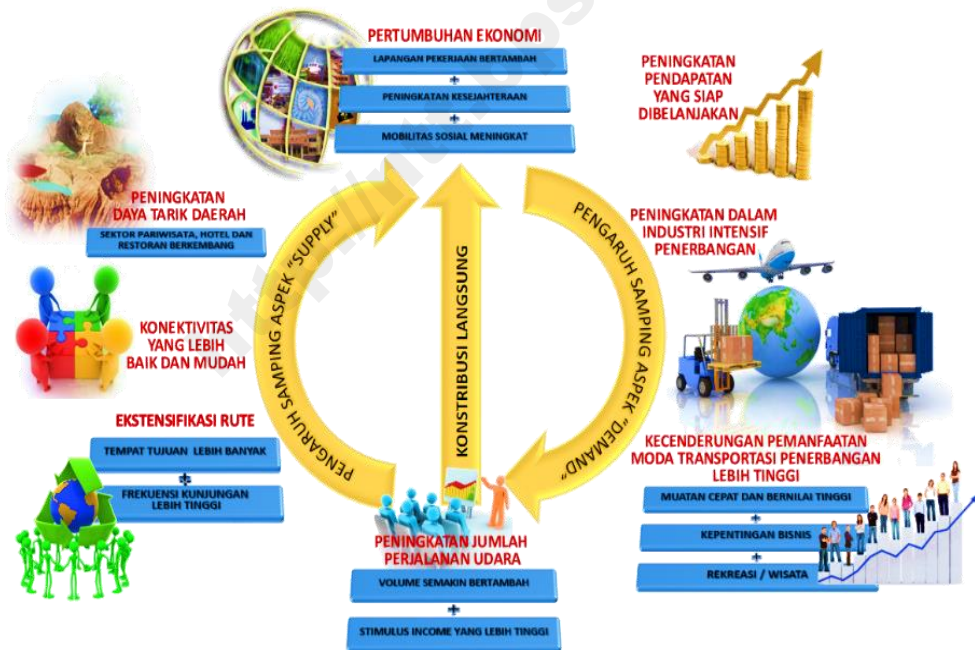 PERTUMBUHAN EKONOMI
LAPANGAN PEKERJAAN BERTAMBAH
+
PENINGKATAN KESEJAHTERAAN
+
MOBILITAS SOSIAL MENINGKAT
PENINGKATAN
PENDAPATAN
YANG SIAP
DIBELANJAKAN
PENINGKATAN
DAYA TARIK DAERAH
SEKTOR PARIWISATA, HOTEL DAN
RESTORAN BERKEMBANG
KONEKTIVITAS
YANG LEBIH
BAIK DAN MUDAH
EKSTENSIFIKASI RUTE
TEMPAT TUJUAN LEBIH BANYAK
+
FREKUENSI KUNJUNGAN
LEBIH TINGGI
PENGARUH SAMPING ASPEK "SUPPLY"
KONSTRIBUSI LANGSUNG
PENGARUH SAMPING ASPEK "DEMAND"
PENINGKATAN DALAM
INDUSTRI INTENSIF
PENERBANGAN
KECENDERUNGAN PEMANFAATAN
MODA TRANSPORTASI PENERBANGAN
LEBIH TINGGI
MUATAN CEPAT DAN BERNILAI TINGGI
+
KEPENTINGAN BISNIS
+
REKREASI / WISATA
PENINGKATAN JUMLAH
PERJALANAN UDARA
VOLUME SEMAKIN BERTAMBAH
+
STIMULUS INCOME YANG LEBIH TINGGI